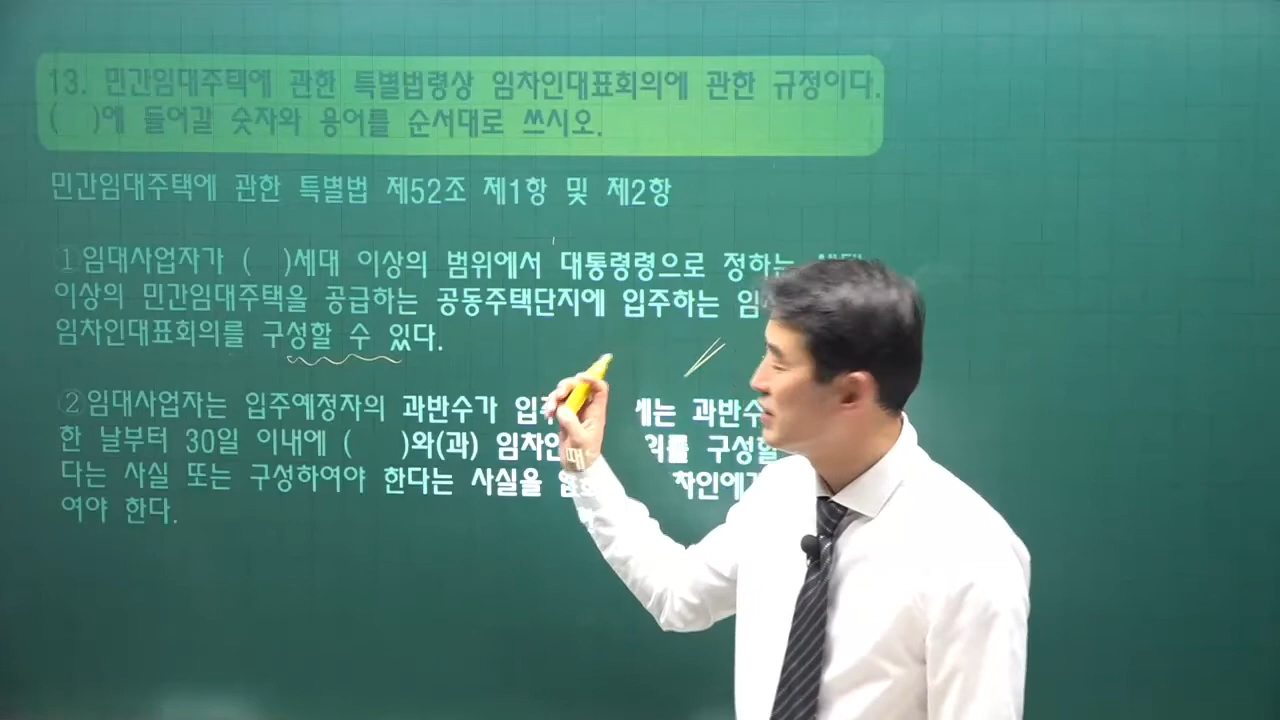 13. 민간임대주택에 관한 특별법령상 임차인대표회의에 관한 규정이다.
( )에 들어갈 숫자와 용어를 순서대로 쓰시오.
민간임대주택에 관한 특별법 제52조 제1항 및 제2항
①임대사업자가 ( )세대 이상의 범위에서 대통령령으로 정하는
이상의 민간임대주택을 공급하는 공동주택단지에 입주하는
임차인대표회의를 구성할 수 있다.
②임대사업자는 입주예정자의 과반수가 과반수
한 날부터 30일 이내에 ( )와(과) 구성할
다는 사실 또는 구성하여야 한다는 사실을
여야 한다.